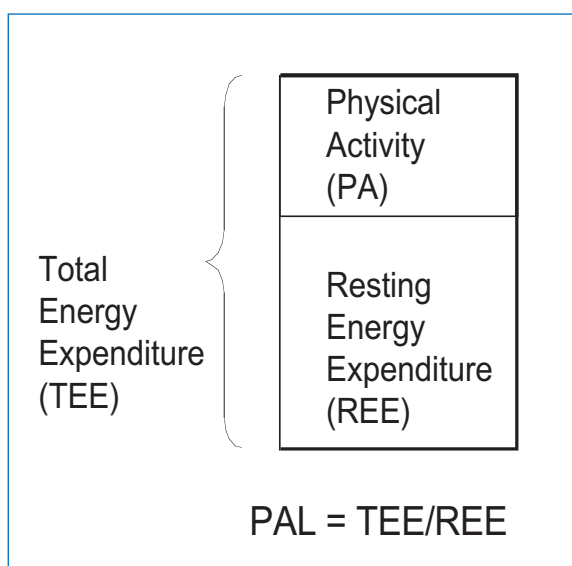 Physical
Activity
(PA)
Total
Energy
Expenditure
(TEE)
Resting
Energy
Expenditure
(REE)
PAL = TEE/REE